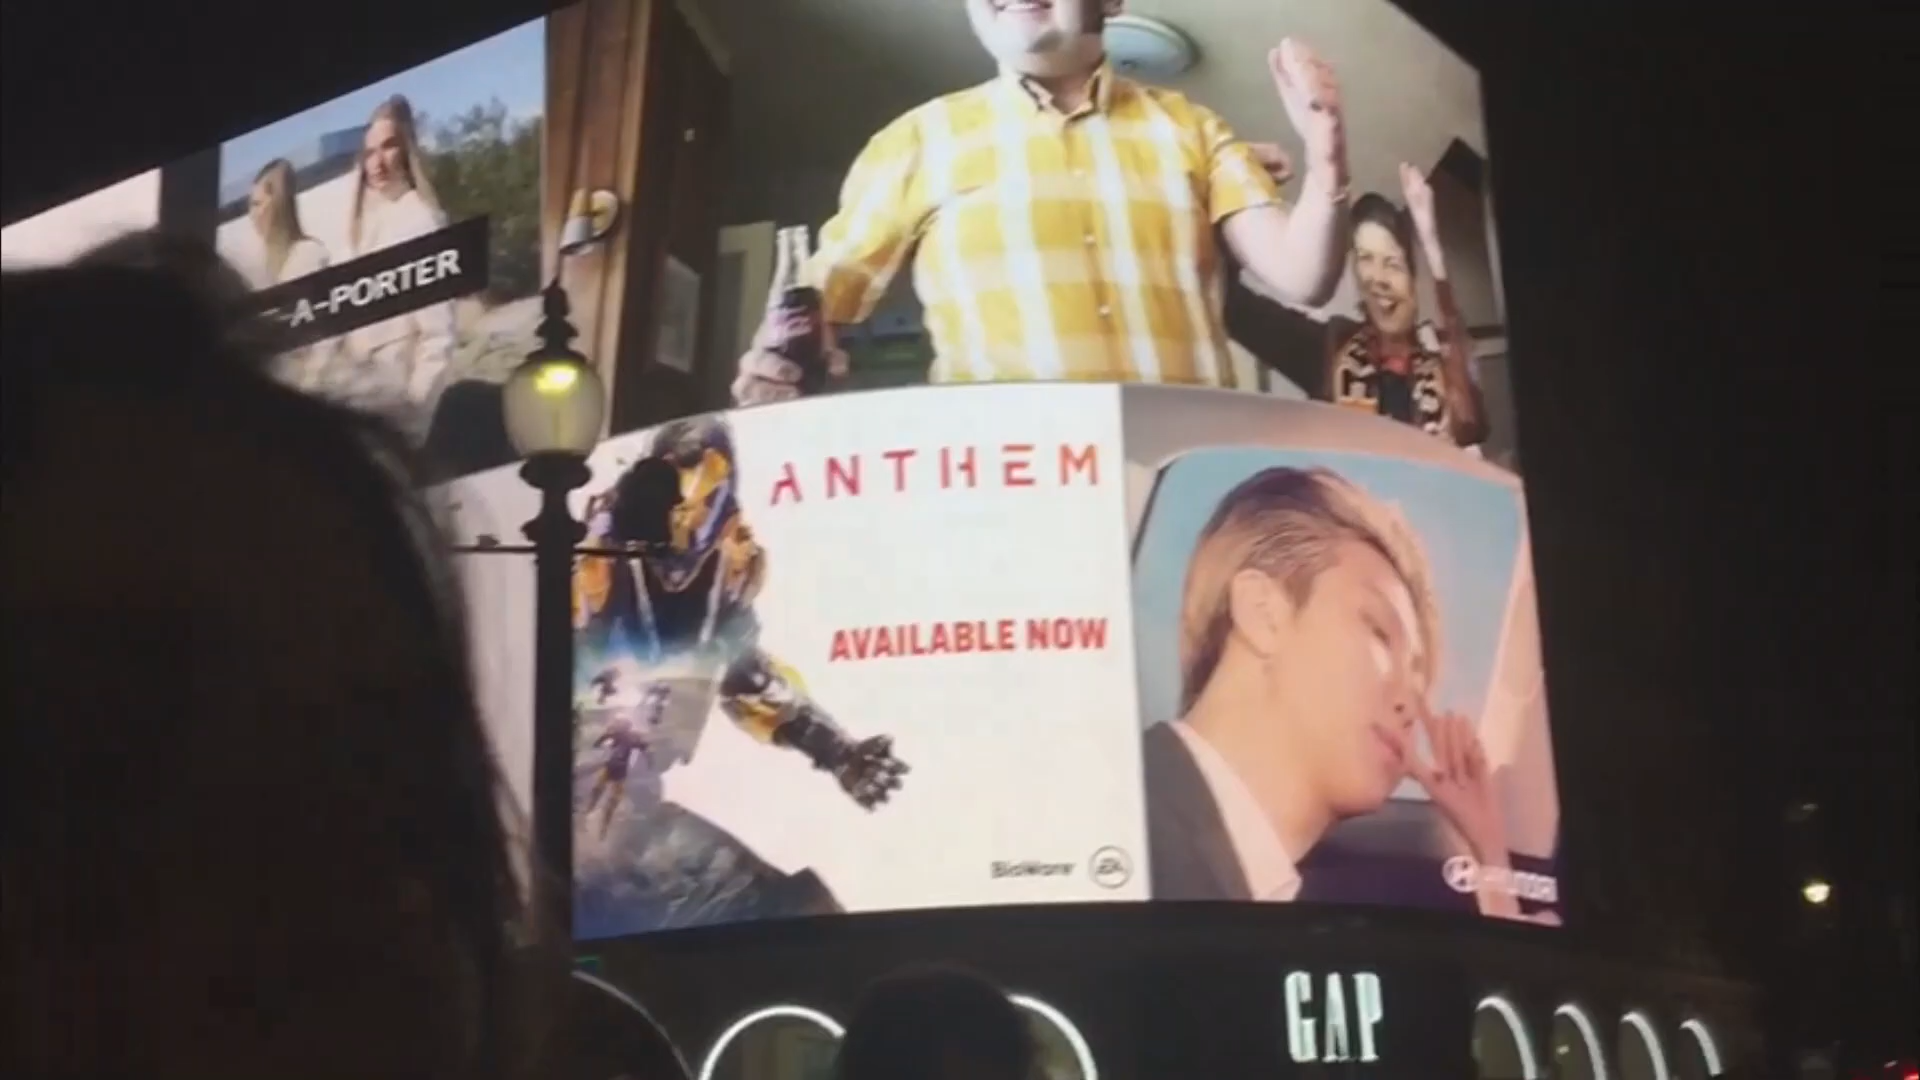 -A-PORTER
ANTHEM
AVAILABLE NOW
BioWare
EA
GAP